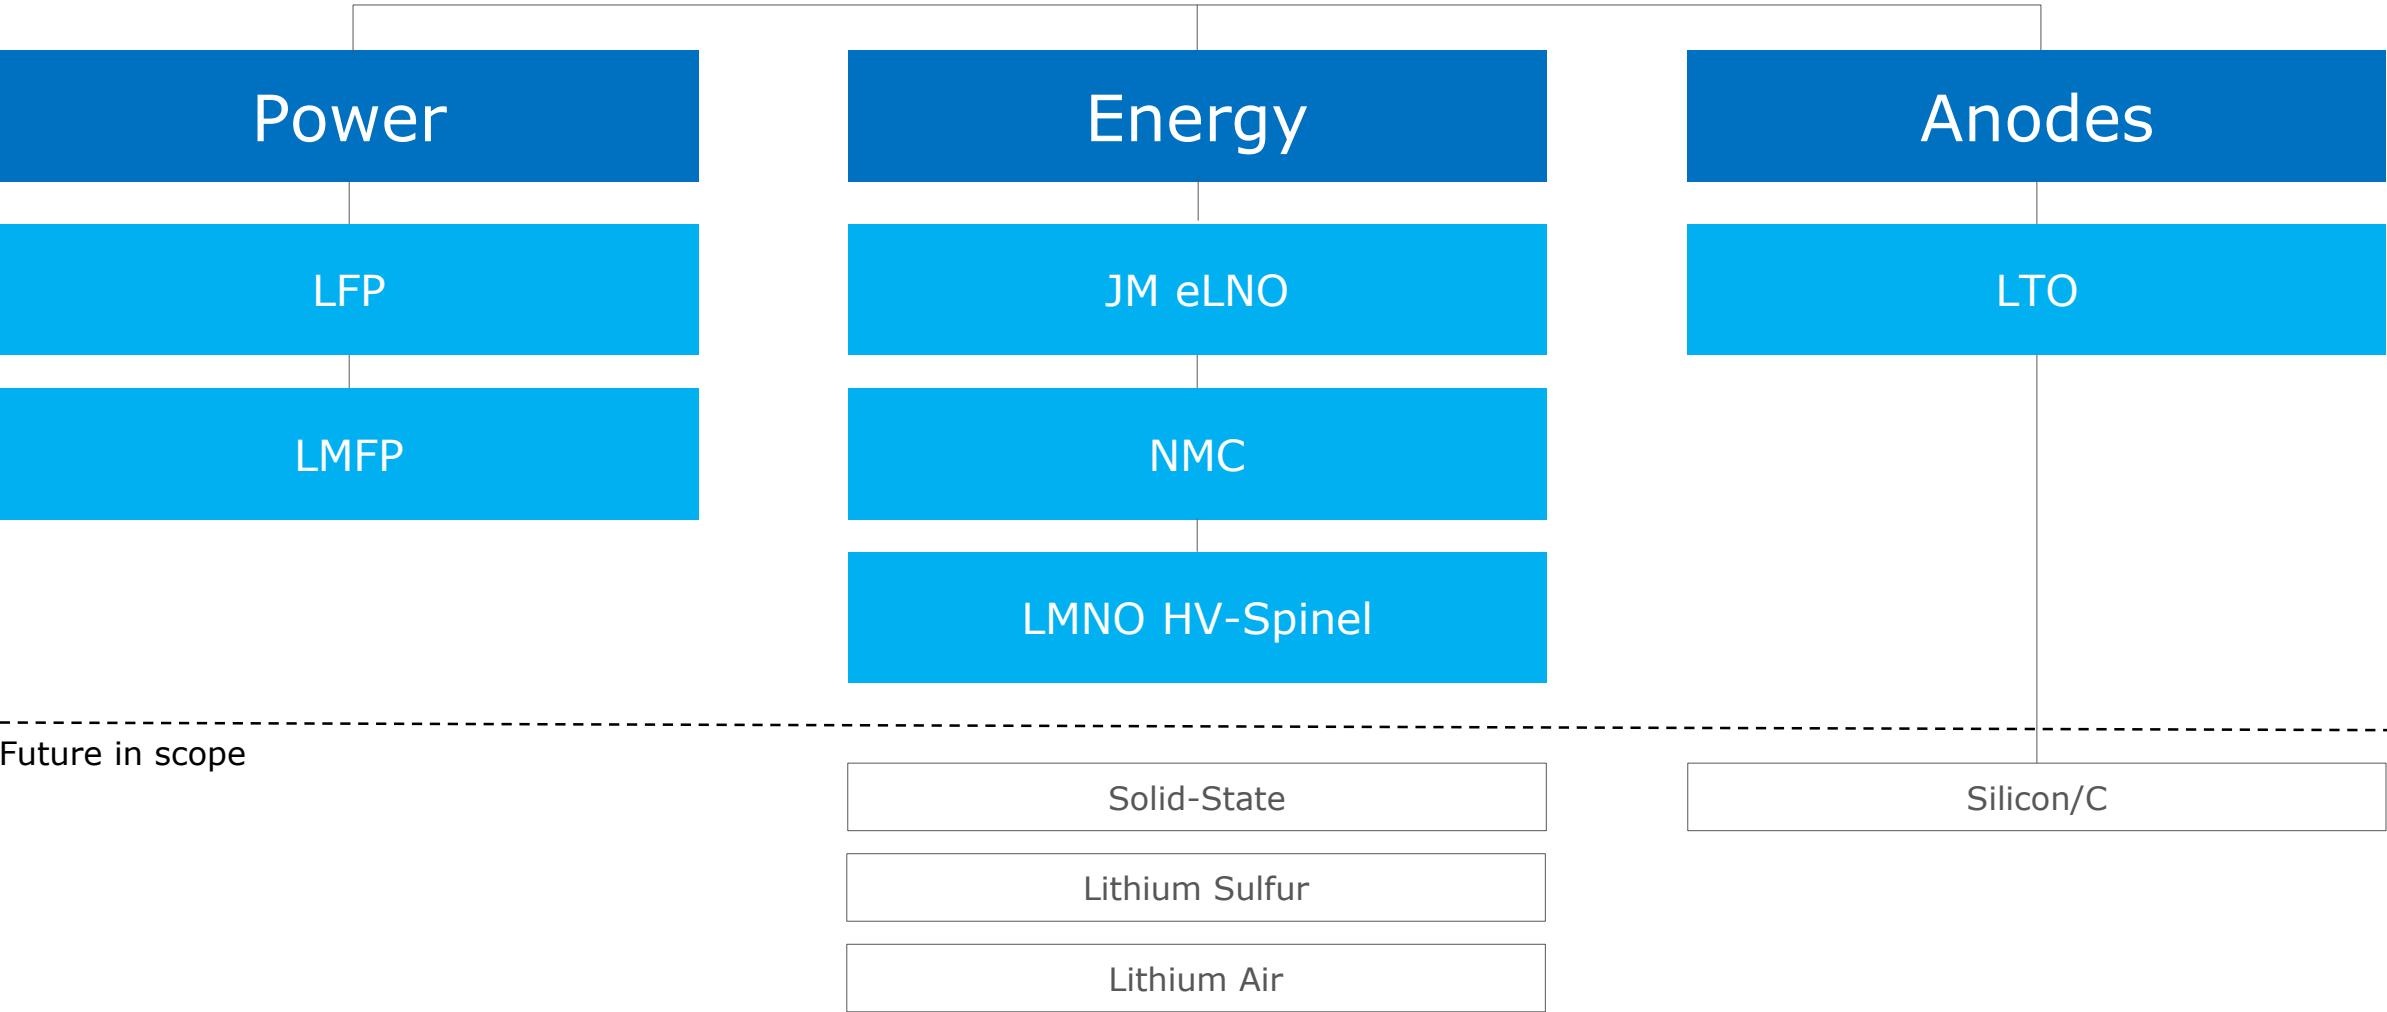 Power
Energy
Anodes
LFP
JM eLNO
LTO
LMFP
NMC
LMNO HV-Spinel
Future in scope
Solid-State
Silicon/C
Lithium Sulfur
Lithium Air